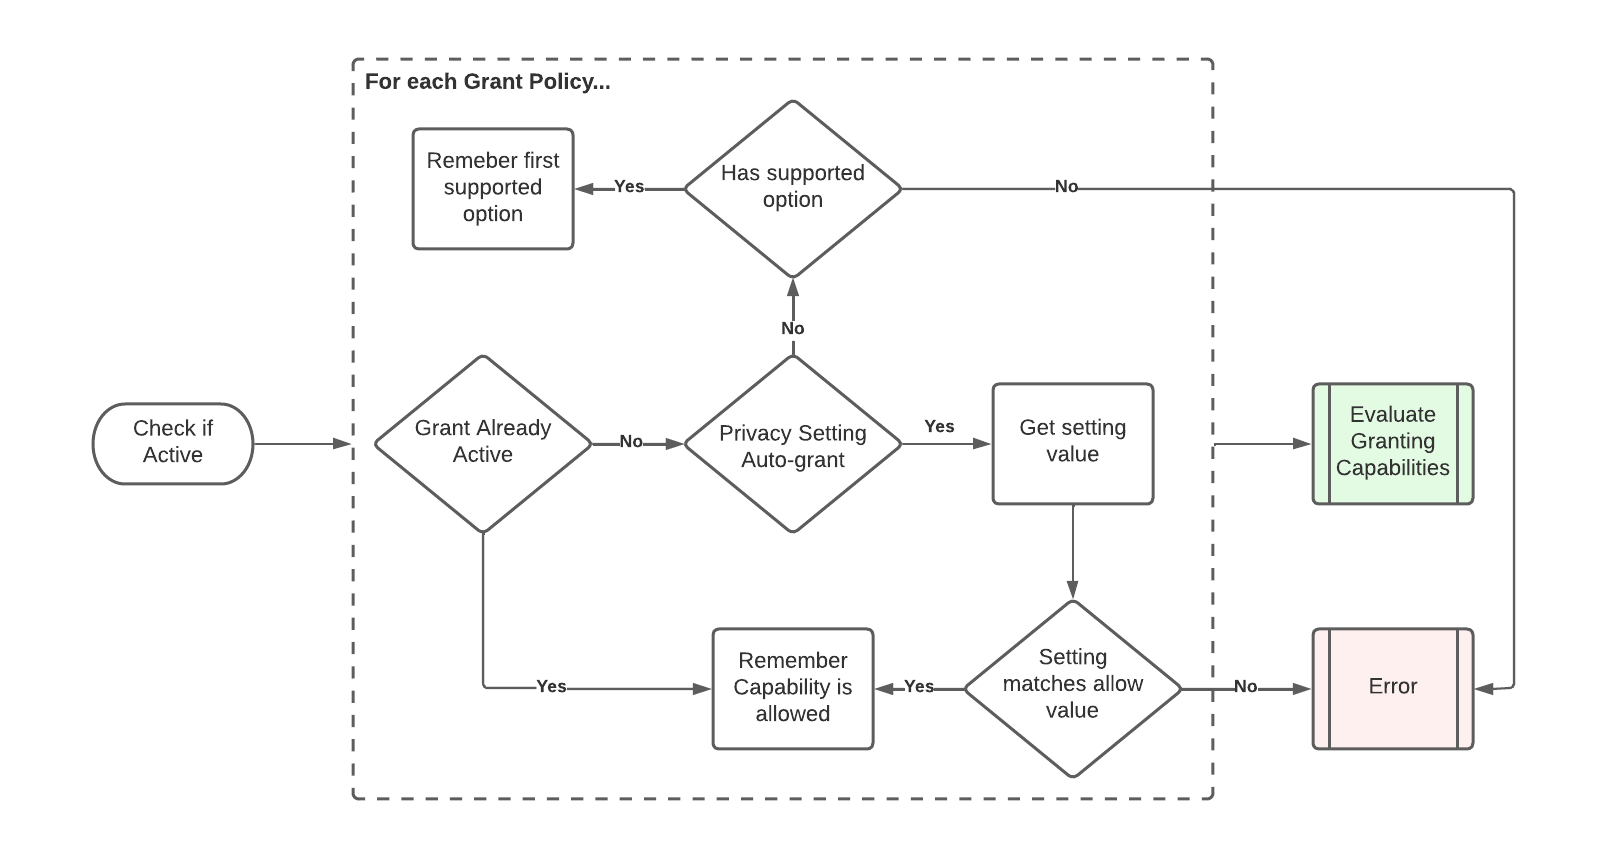 For each Grant Policy...
Remeber first
supported
option
Yes
Has supported
option
No
No
Check if
Active
Grant Already
Active
No
Privacy Setting
Auto-grant
Yes
Get setting
value
Evaluate
Granting
Capabilities
Yes
Remember
Capability is
allowed
Yes
Setting
matches allow
value
No
Error